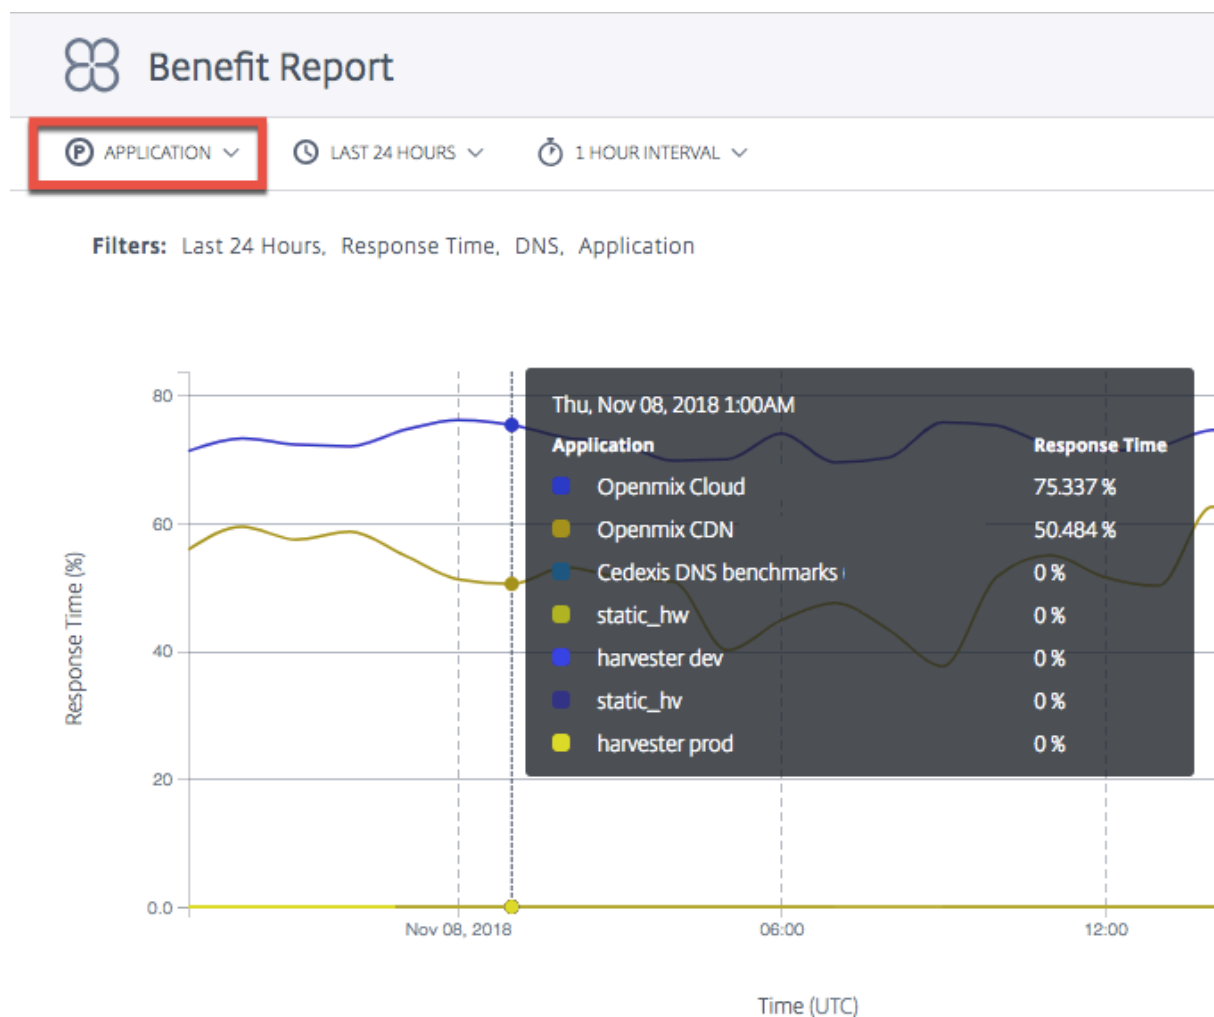 Benefit Report
APPLICATION
LAST 24 HOURS
1 HOUR INTERVAL
Filters: Last 24 Hours, Response Time, DNS, Application
Thu, Nov 08, 2018 1:00AM
Application Response Time
Openmix Cloud 75.337 %
Openmix CDN 50.484 %
Cedexis DNS benchmarks 0 %
static_hw 0 %
harvester dev 0 %
static_hv 0 %
harvester prod 0 %
80
60
40
20
0.0
Response Time (%)
Nov 08, 2018 06:00 12:00
Time (UTC)